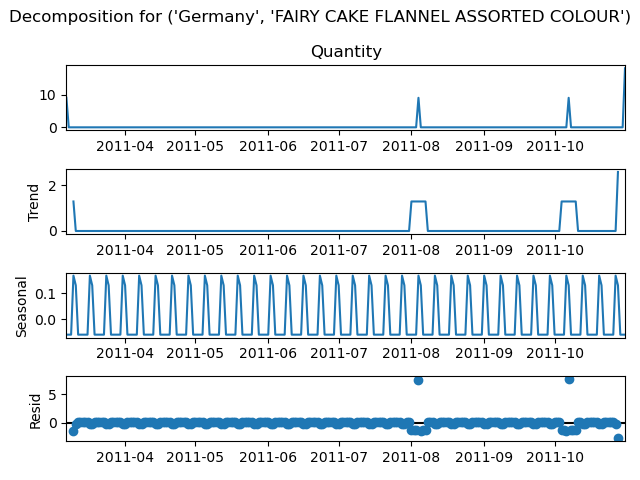 Decomposition for ('Germany', 'FAIRY CAKE FLANNEL ASSORTED COLOUR')
Quantity
10
0
2011-04 2011-05 2011-06 2011-07 2011-08 2011-09 2011-10
Trend
2
0
2011-04 2011-05 2011-06 2011-07 2011-08 2011-09 2011-10
Seasonal
0.1
0.0
2011-04 2011-05 2011-06 2011-07 2011-08 2011-09 2011-10
Resid
5
0
2011-04 2011-05 2011-06 2011-07 2011-08 2011-09 2011-10